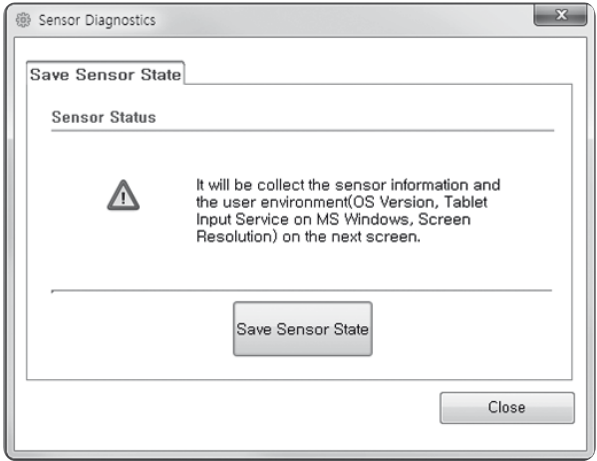 Sensor Diagnostics
x
Save Sensor State
Sensor Status
It will be collect the sensor information and
the user environment(OS Version, Tablet
Input Service on MS Windows, Screen
Resolution) on the next screen.
Save Sensor State
Close